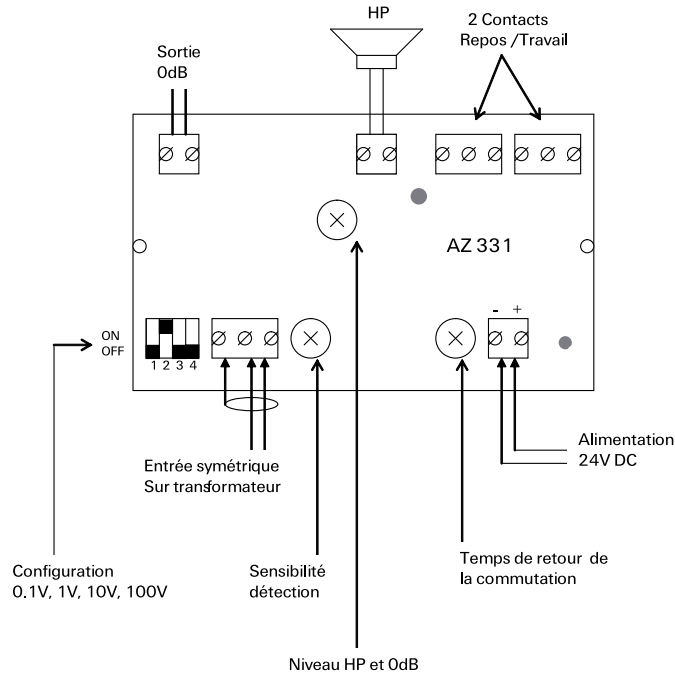 HP
2 Contacts
Repos /Travail
Sortie
0dB
AZ 331
- +
ON
OFF
1 2 3 4
Alimentation
24V DC
Entrée symétrique
Sur transformateur
Configuration
0.1V, 1V, 10V, 100V
Sensibilité
détection
Temps de retour de
la commutation
Niveau HP et 0dB